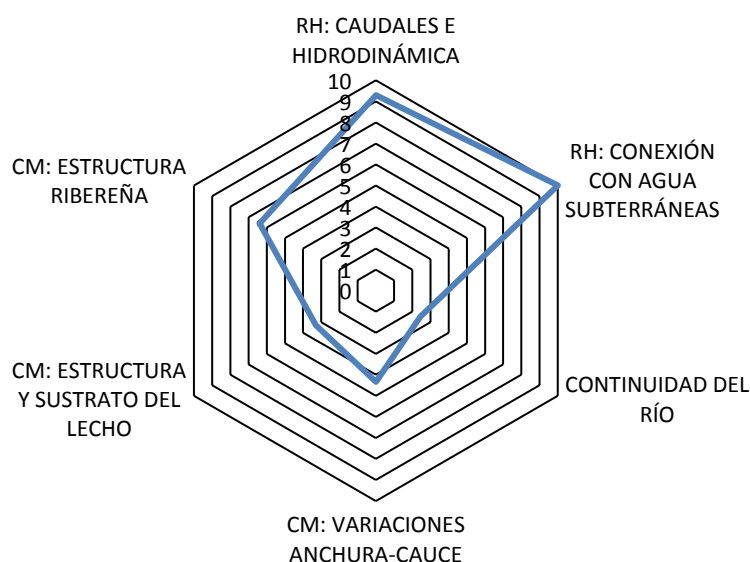 RH: CAUDALES E
HIDRODINÁMICA
10
9
8
7
6
5
4
3
2
1
0
RH: CONEXIÓN
CON AGUA
SUBTERRÁNEAS
CONTINUIDAD DEL
RÍO
CM: VARIACIONES
ANCHURA-CAUCE
CM: ESTRUCTURA
Y SUSTRATO DEL
LECHO
CM: ESTRUCTURA
RIBEREÑA